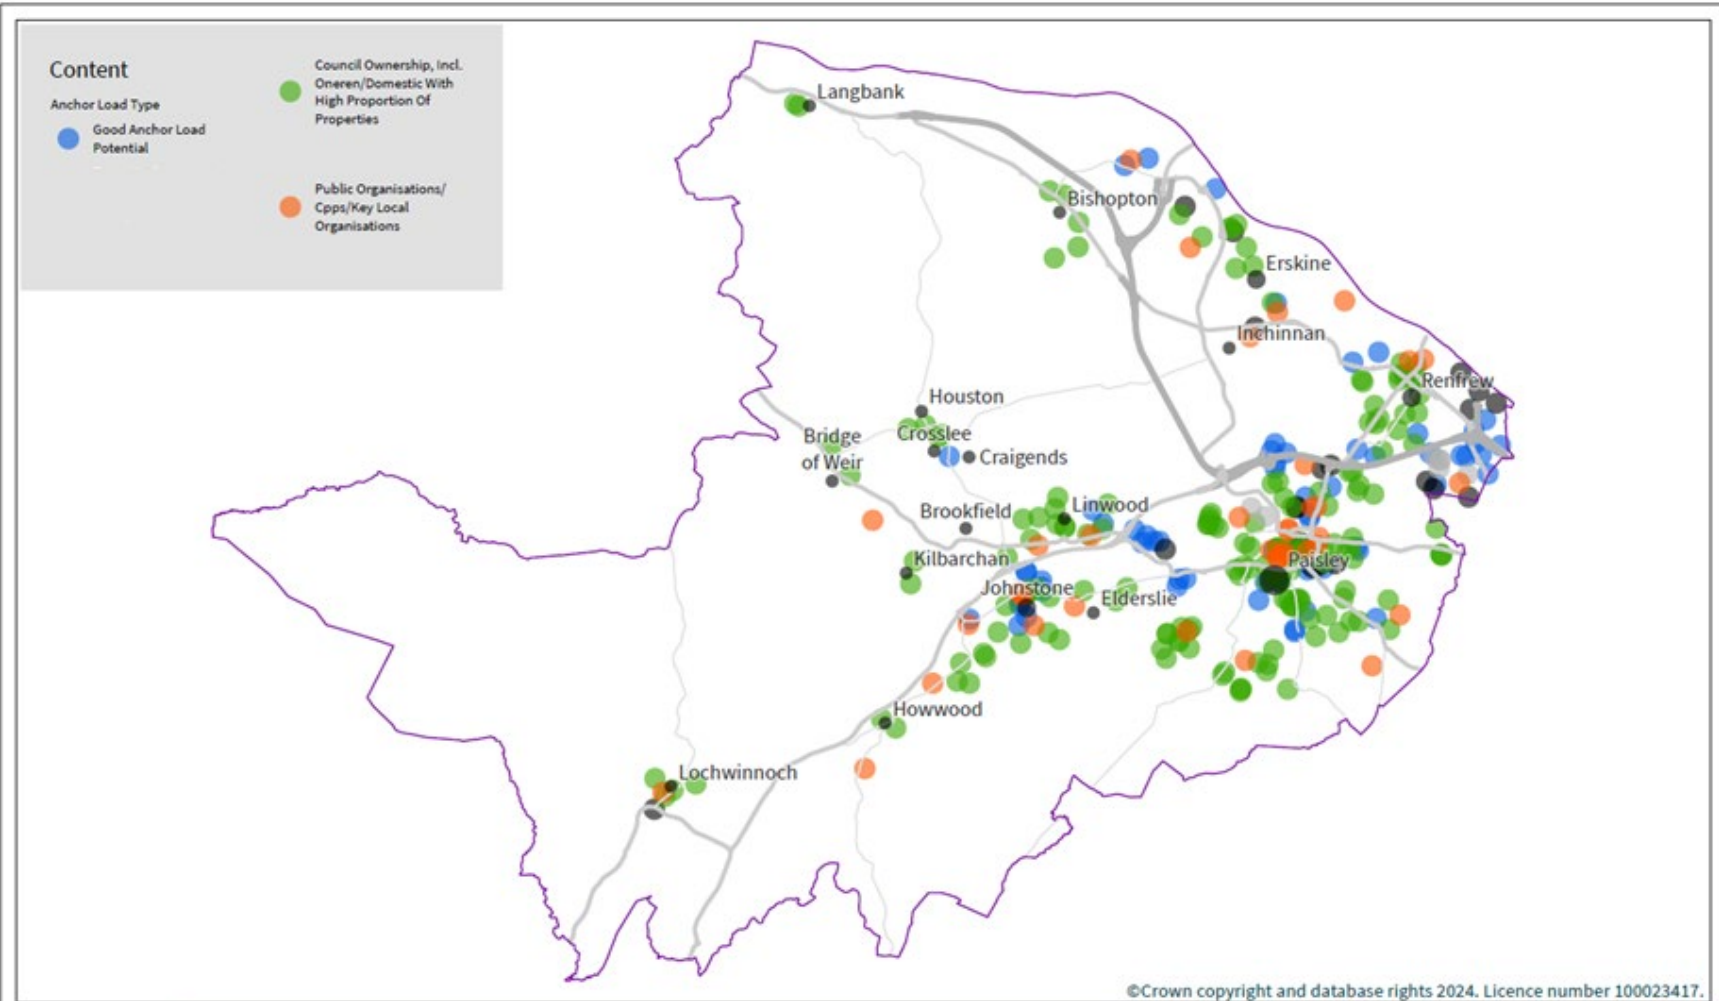 Content
Anchor Load Type
Good Anchor Load
Potential
Council Ownership, Incl.
Oneren/Domestic With
High Proportion Of
Properties
Public Organisations/
Cpps/Key Local
Organisations
Langbank
Bishopton
Erskine
Inchinnan
Renfrew
Houston
Crosslee
Bridge
of Weir
Craigends
Brookfield
Linwood
Kilbarchan
Paisley
Johnstone
Elderslie
Howwood
Lochwinnoch
©Crown copyright and database rights 2024. Licence number 100023417.